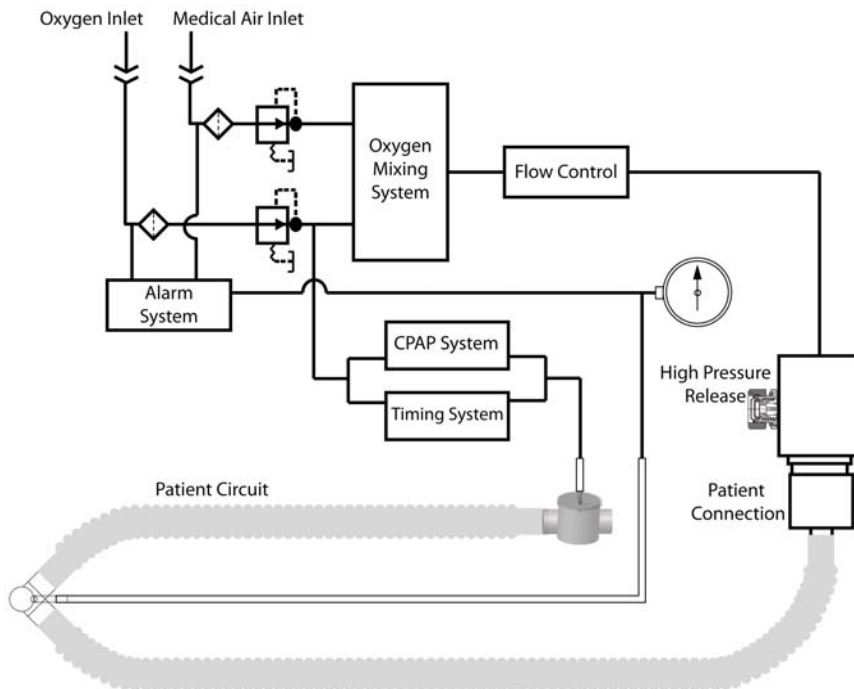 Oxygen Inlet
Medical Air Inlet
Oxygen
Mixing
System
Flow Control
Alarm
System
CPAP System
Timing System
High Pressure
Release
Patient Circuit
Patient
Connection